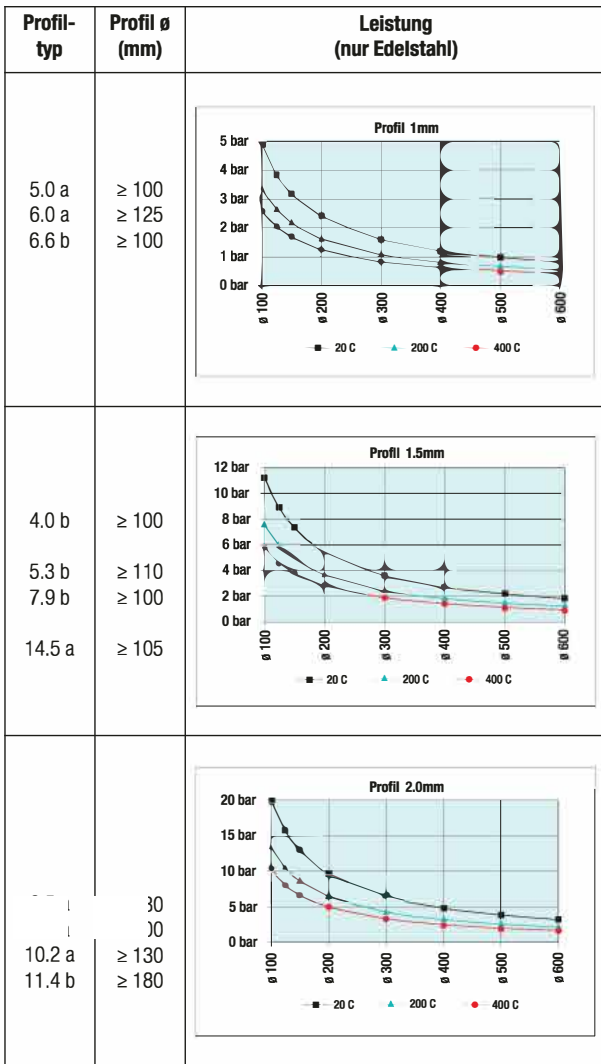 Profil-
typ
Profil ø
(mm)
Leistung
(nur Edelstahl)
5.0 a ≥ 100
6.0 a ≥ 125
6.6 b ≥ 100
Profil 1mm
5 bar
4 bar
3 bar
2 bar
1 bar
0 bar
ø 100 ø 200 ø 300 ø 400 ø 500 ø 600
20 C 200 C 400 C
4.0 b ≥ 100
5.3 b ≥ 110
7.9 b ≥ 100
14.5 a ≥ 105
Profil 1.5mm
12 bar
10 bar
8 bar
6 bar
4 bar
2 bar
0 bar
ø 100 ø 200 ø 300 ø 400 ø 500 ø 600
20 C 200 C 400 C
10.2 a ≥ 130
11.4 b ≥ 180
Profil 2.0mm
20 bar
15 bar
10 bar
5 bar
0 bar
ø 100 ø 200 ø 300 ø 400 ø 500 ø 600
20 C 200 C 400 C